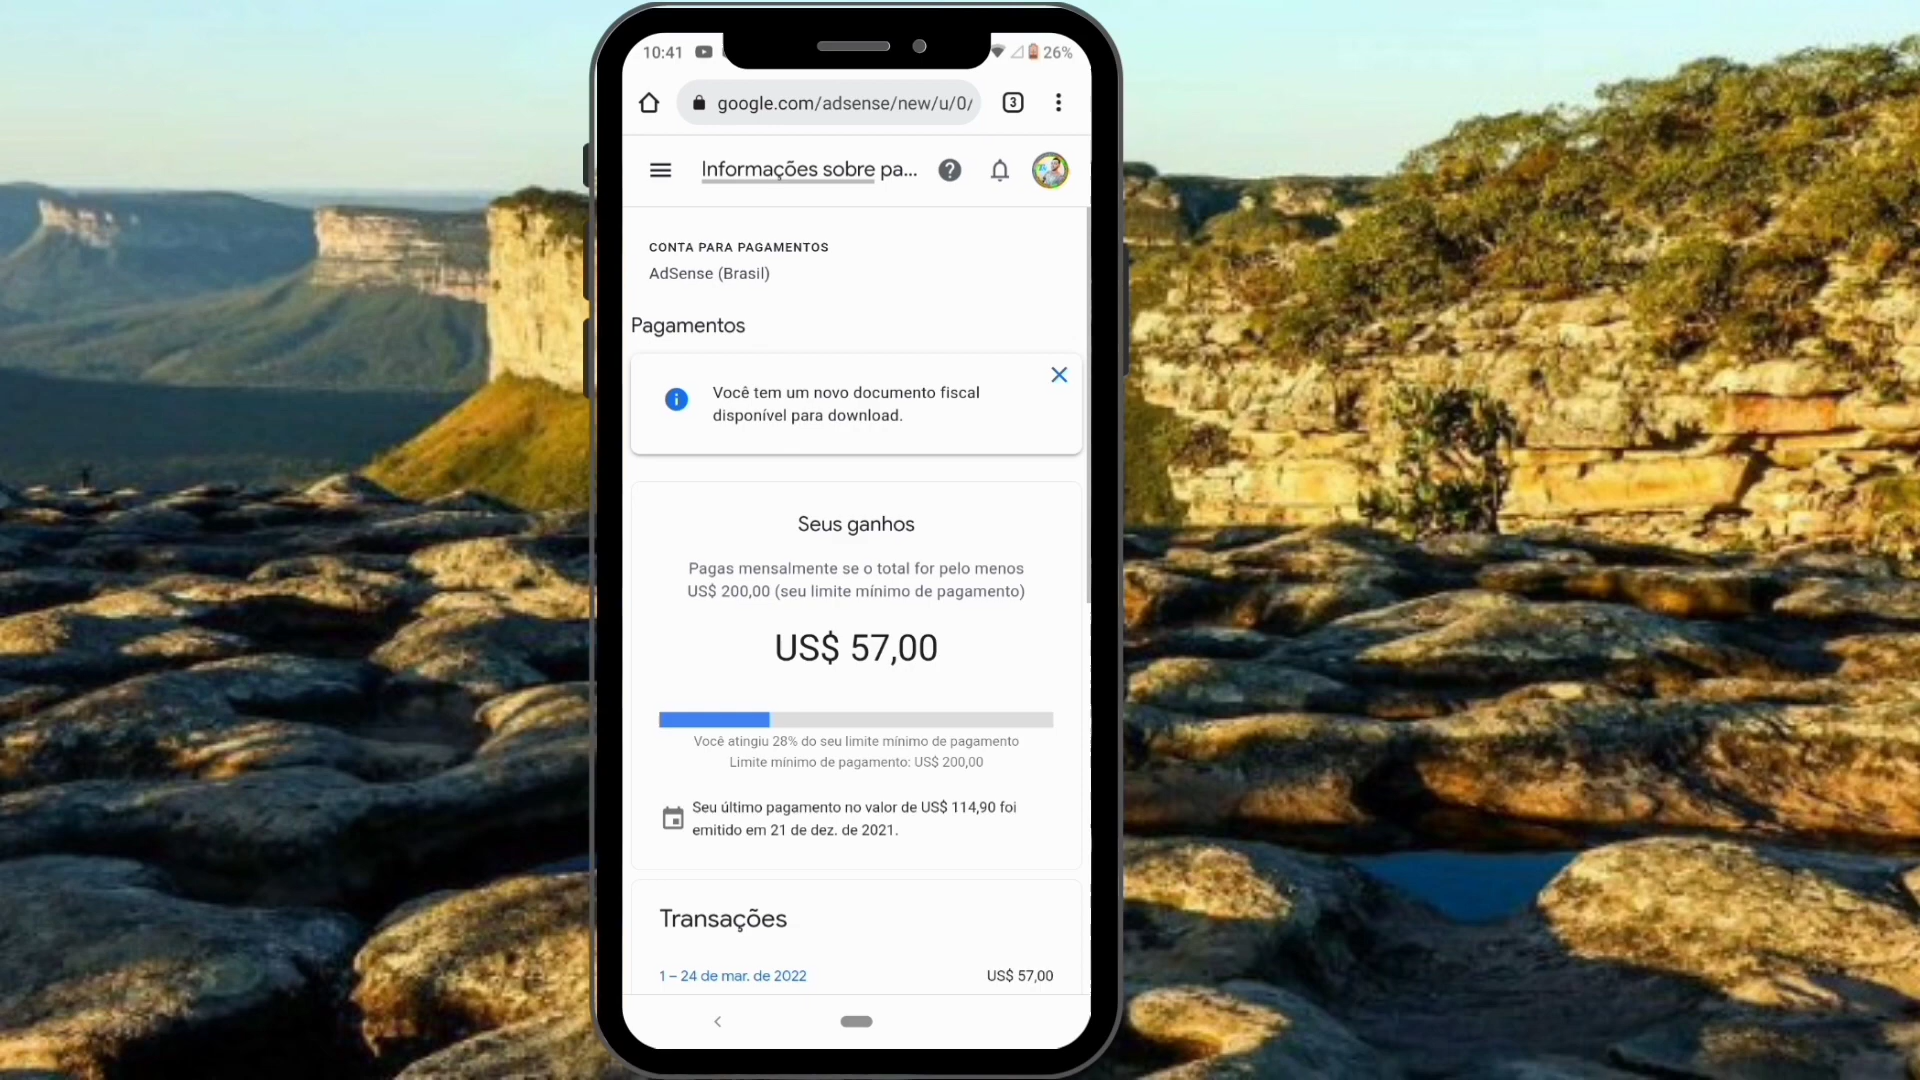 10:41
26%
google.com/adsense/new/u/0/
3
Informações sobre pa...
CONTA PARA PAGAMENTOS
AdSense (Brasil)
Pagamentos
Você tem um novo documento fiscal
disponível para download.
Seus ganhos
Pagas mensalmente se o total for pelo menos
US$ 200,00 (seu limite mínimo de pagamento)
US$ 57,00
Você atingiu 28% do seu limite mínimo de pagamento
Limite mínimo de pagamento: US$ 200,00
Seu último pagamento no valor de US$ 114,90 foi
emitido em 21 de dez. de 2021.
Transações
1 – 24 de mar. de 2022 US$ 57,00